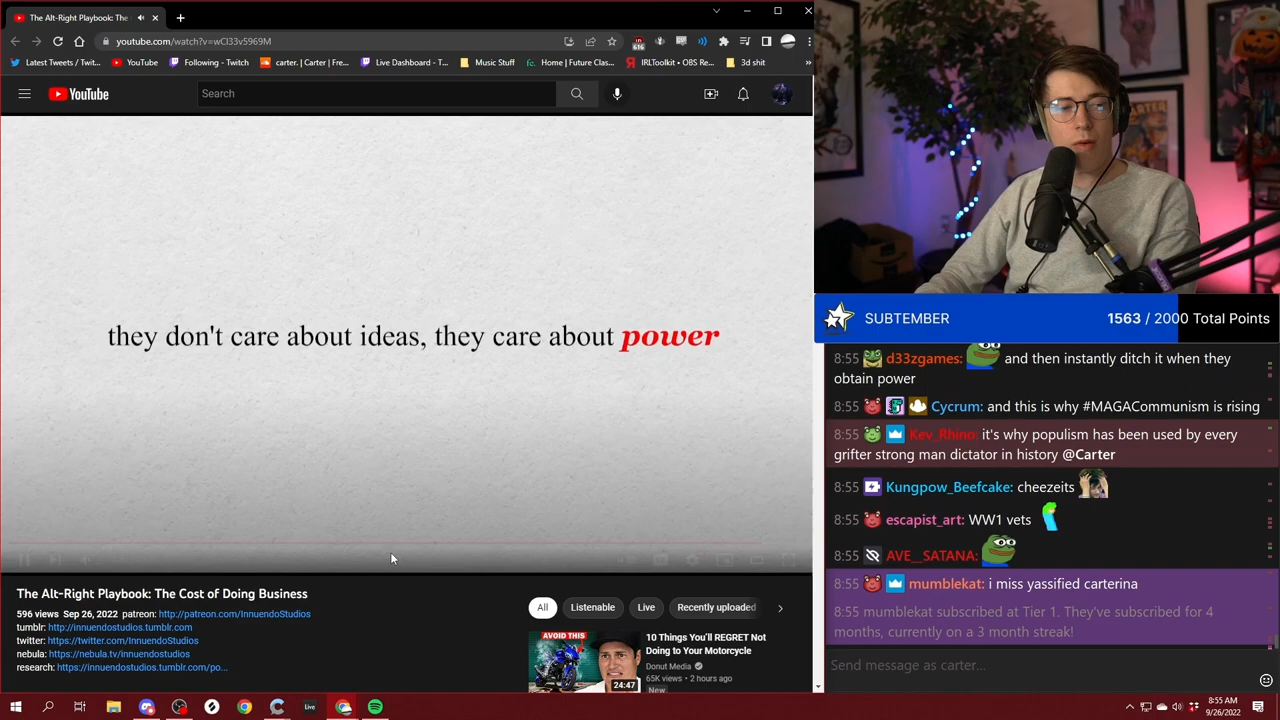 The Alt-Right Playbook: The
youtube.com/watch?v=wCl33v5969M
616
Latest Tweets / Twit...
YouTube
Following - Twitch
carter. | Carter | Fre...
Live Dashboard - T...
Music Stuff
Home | Future Clas...
IRLToolkit • OBS Re...
3d shit
»
YouTube
Search
they don't care about ideas, they care about power
The Alt-Right Playbook: The Cost of Doing Business
596 views Sep 26, 2022 patreon: http://patreon.com/InnuendoStudios
tumblr: http://innuendostudios.tumblr.com
twitter: https://twitter.com/InnuendoStudios
nebula: https://nebula.tv/innuendostudios
research: https://innuendostudios.tumblr.com/po...
All
Listenable
Live
Recently uploaded
AVOID THIS
24:47
10 Things You'll REGRET Not
Doing to Your Motorcycle
Donut Media
65K views • 2 hours ago
New
SUBTEMBER
1563 / 2000 Total Points
8:55 d33zgames: and then instantly ditch it when they
obtain power
8:55 Cycrum: and this is why #MAGACommunism is rising
8:55 Kev_Rhino: it's why populism has been used by every
grifter strong man dictator in history @Carter
8:55 Kungpow_Beefcake: cheezeits
8:55 escapist_art: WW1 vets
8:55 AVE__SATANA:
8:55 mumblekat: i miss yassified carterina
8:55 mumblekat subscribed at Tier 1. They've subscribed for 4
months, currently on a 3 month streak!
Send message as carter...
Live
8:55 AM
9/26/2022